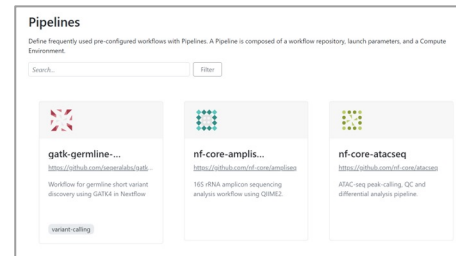 Pipelines
Define frequently used pre-configured workflows with Pipelines. A Pipeline is composed of a workflow repository, launch parameters, and a Compute
Environment.
Search...
Filter
gatk-germline-...
https://github.com/seqeralabs/gatk...
Workflow for germline short variant
discovery using GATK4 in Nextflow
variant-calling
nf-core-amplis...
https://github.com/nf-core/ampliseq
16S rRNA amplicon sequencing
analysis workflow using QIIME2.
nf-core-atacseq
https://github.com/nf-core/atacseq
ATAC-seq peak-calling, QC and
differential analysis pipeline.